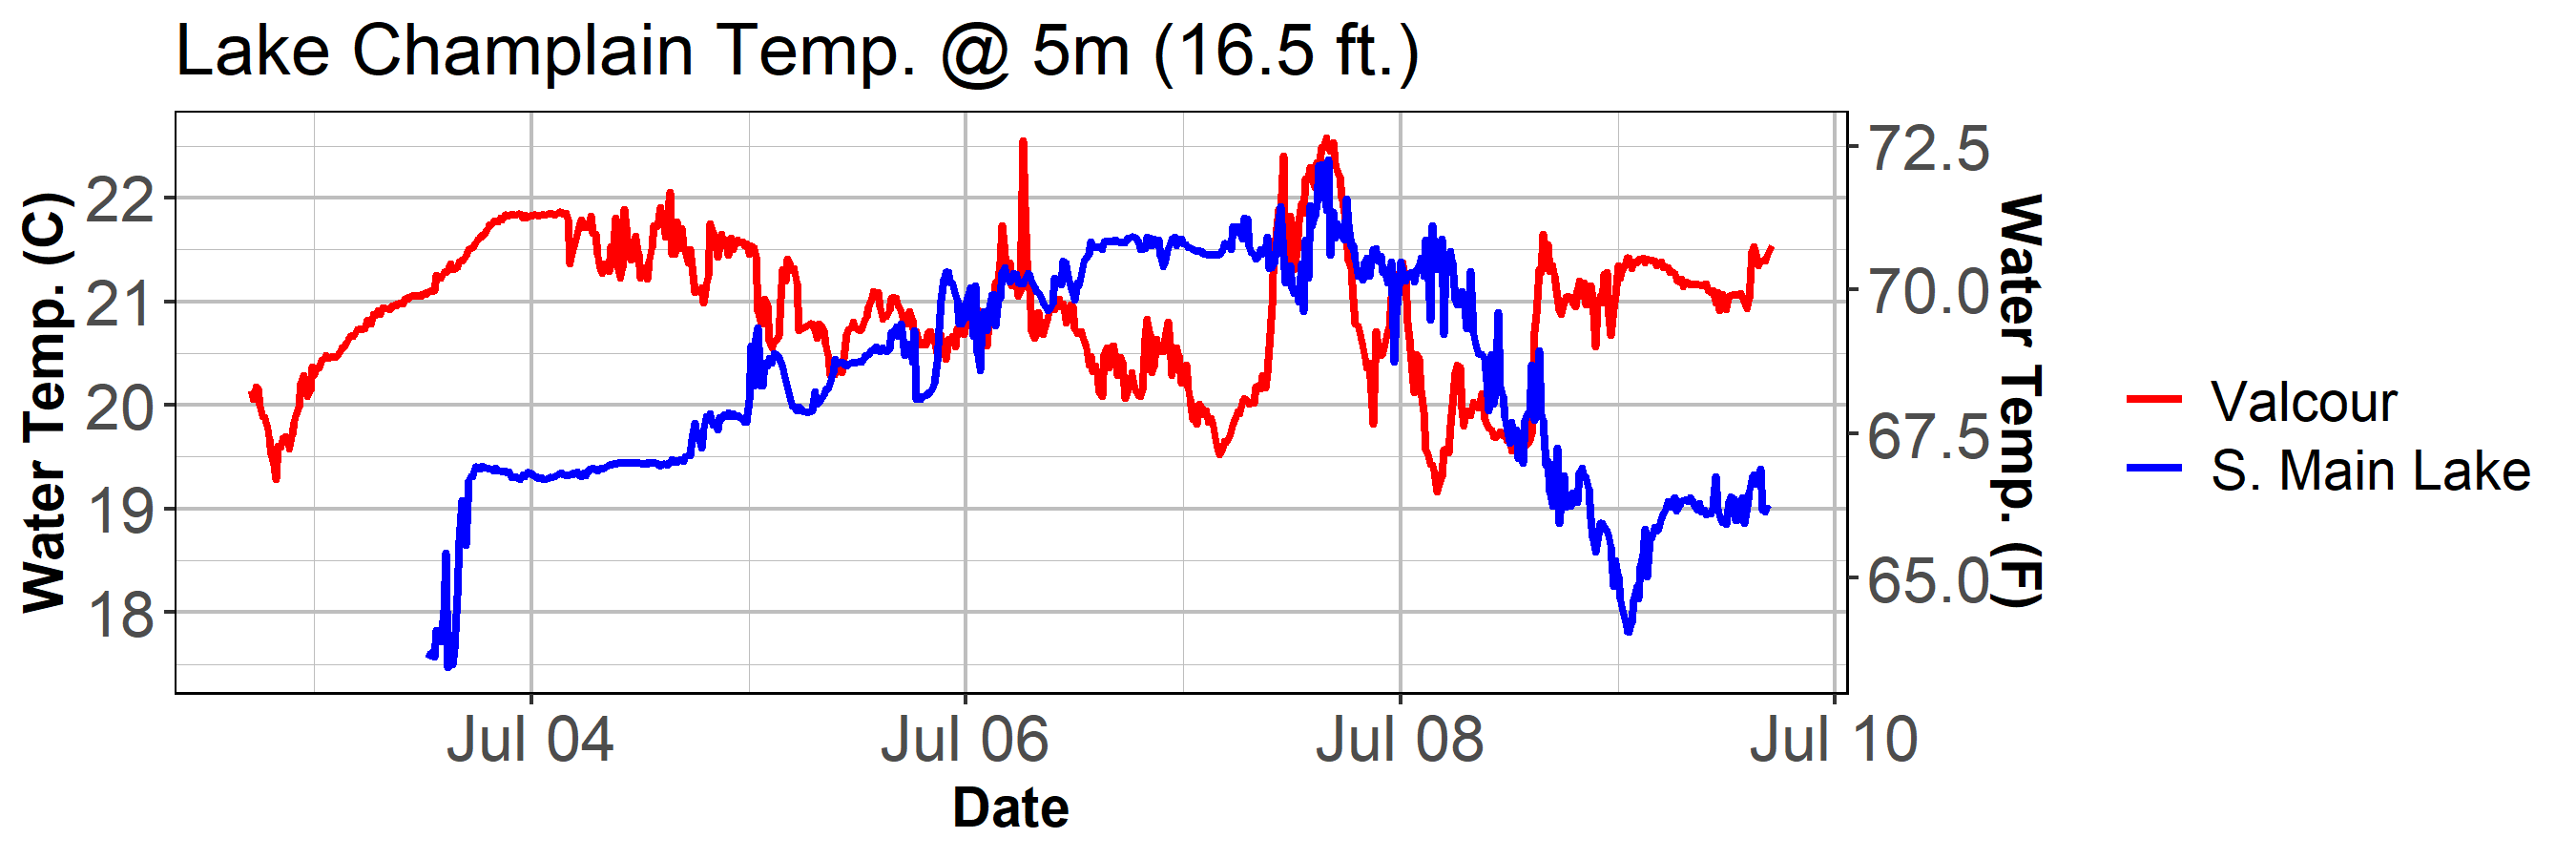 Lake Champlain Temp. @ 5m (16.5 ft.)
Water Temp. (C)
22
21
20
19
18
72.5
70.0
67.5
65.0
Water Temp. (F)
Jul 04
Jul 06
Jul 08
Jul 10
Date
Valcour
S. Main Lake